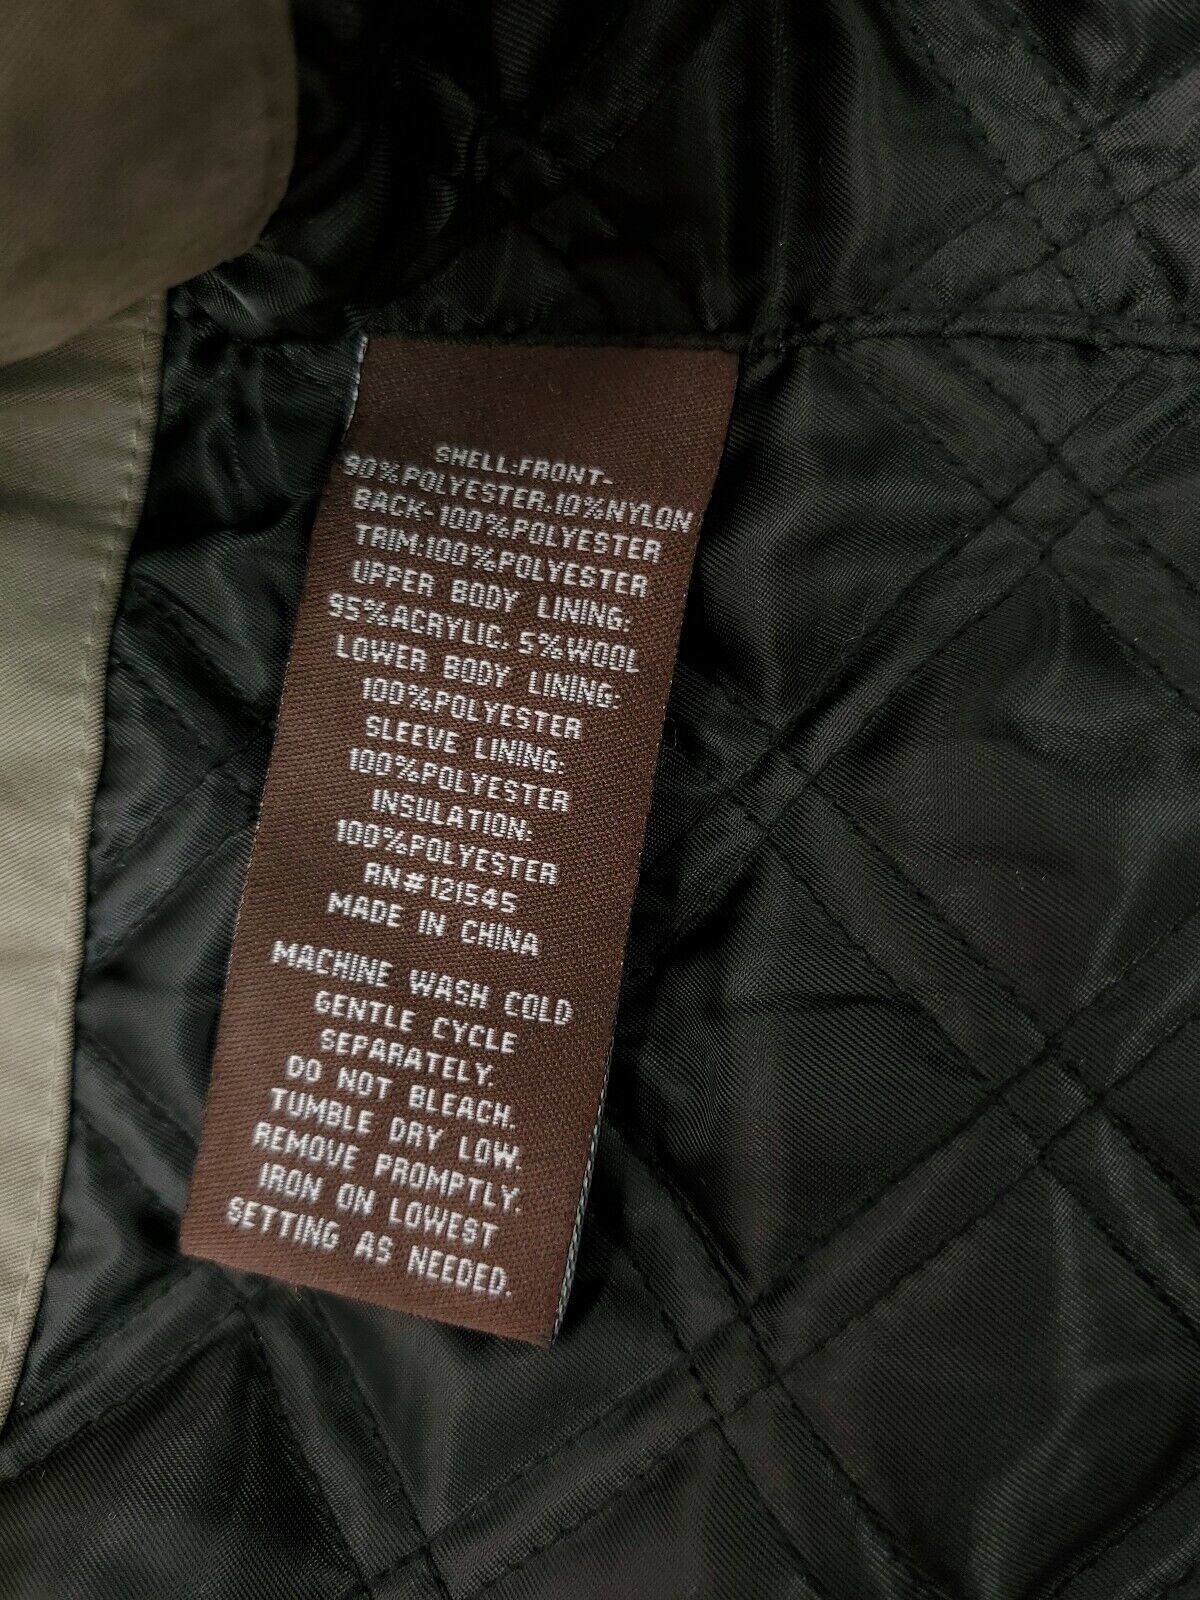 SHELL:FRONT-
90%POLYESTER.10%NYLON
BACK-100%POLYESTER
TRIM:100%POLYESTER
UPPER BODY LINING:
95%ACRYLIC. 5%WOOL
LOWER BODY LINING:
100%POLYESTER
SLEEVE LINING:
100%POLYESTER
INSULATION:
100%POLYESTER
RN#121545
MADE IN CHINA
MACHINE WASH COLD
GENTLE CYCLE
SEPARATELY.
DO NOT BLEACH.
TUMBLE DRY LOW.
REMOVE PROMPTLY.
IRON ON LOWEST
SETTING AS NEEDED.